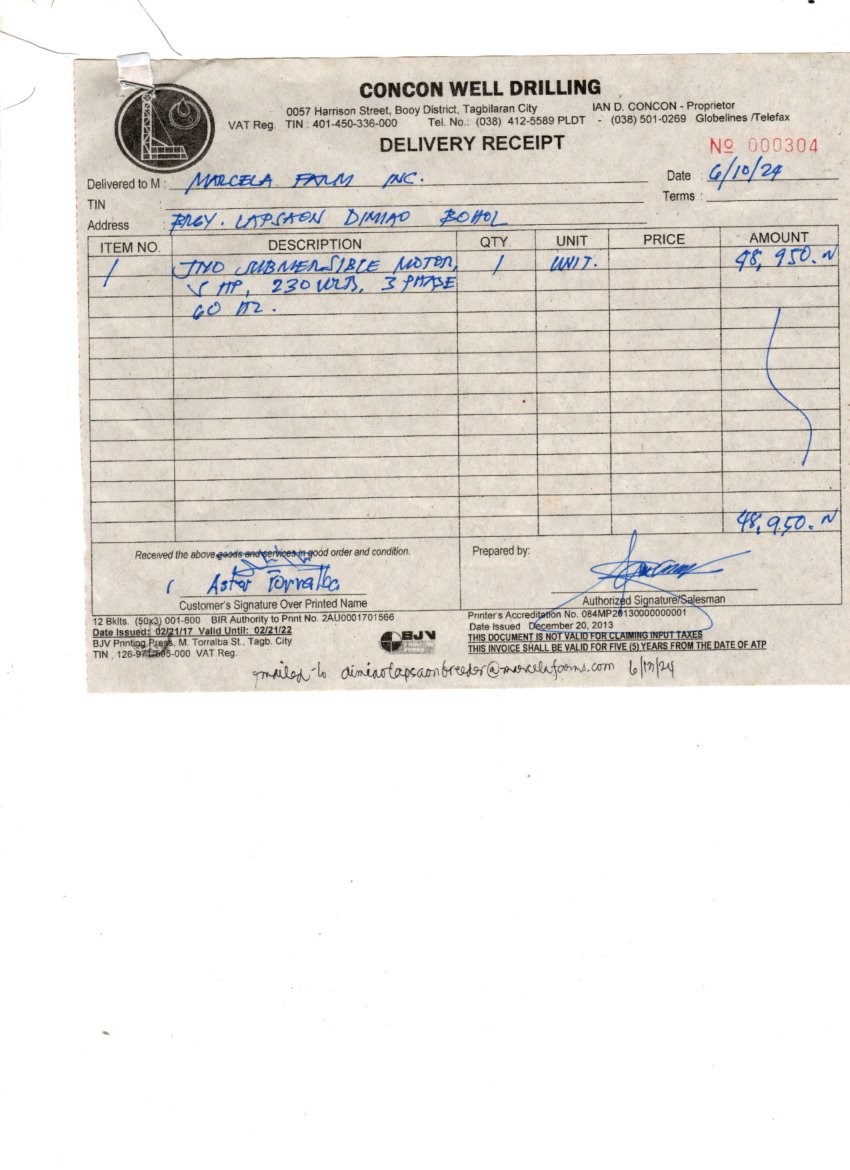 CONCON WELL DRILLING
0057 Harrison Street, Booy District, Tagbilaran City IAN D. CONCON - Proprietor
VAT Reg. TIN : 401-450-336-000 Tel. No.: (038) 412-5589 PLDT - (038) 501-0269 Globelines /Telefax
DELIVERY RECEIPT
Nº 000304
Delivered to M : MARCELA FARM INC. Date : 6/10/24
TIN : Terms :
Address BRGY. LAPSAON DIMIAO BOHOL
ITEM NO. DESCRIPTION QTY. UNIT PRICE AMOUNT
1 SUBMERSIBLE MOTOR, 1 UNIT. 48, 950.
5 HP, 230 VOLTS, 3 PHASE
60 HZ.
48, 950.
Received the above goods and services in good order and condition. Prepared by:
Aster Torralba
Customer's Signature Over Printed Name Authorized Signature/Salesman
12 Bklts. (50x3) 001-600 BIR Authority to Print No. 2AU0001701566
Date Issued: 02/21/17 Valid Until: 02/21/22
BJV Printing Press, M. Torralba St., Tagb. City
TIN , 126-971-595-000 VAT Reg.
BJV
Printer's Accreditation No. 084MP20130000000001
Date Issued December 20, 2013
THIS DOCUMENT IS NOT VALID FOR CLAIMING INPUT TAXES
THIS INVOICE SHALL BE VALID FOR FIVE (5) YEARS FROM THE DATE OF ATP
mailed to dimiaolapsaonbreeder@marcelafarms.com 6/17/24